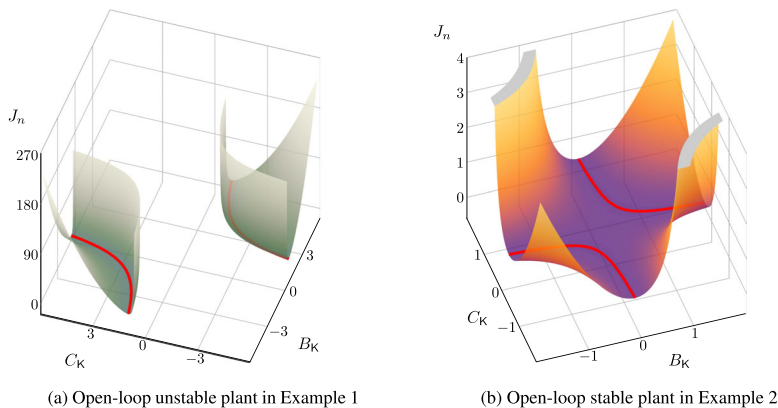 J_n
270
180
90
0
3
0
−3
C_K
3
0
−3
B_K
(a) Open-loop unstable plant in Example 1
J_n
4
3
2
1
0
1
0
−1
C_K
−1
0
1
B_K
(b) Open-loop stable plant in Example 2